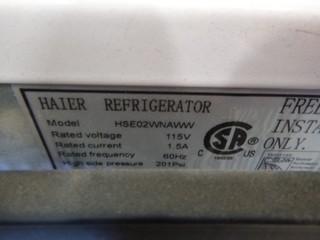 HAIER REFRIGERATOR
Model HSE02WNAWW
Rated voltage 115V
Rated current 1.5A
Rated frequency 60Hz
High side pressure 201Psi
C US
INSTA
ONLY.